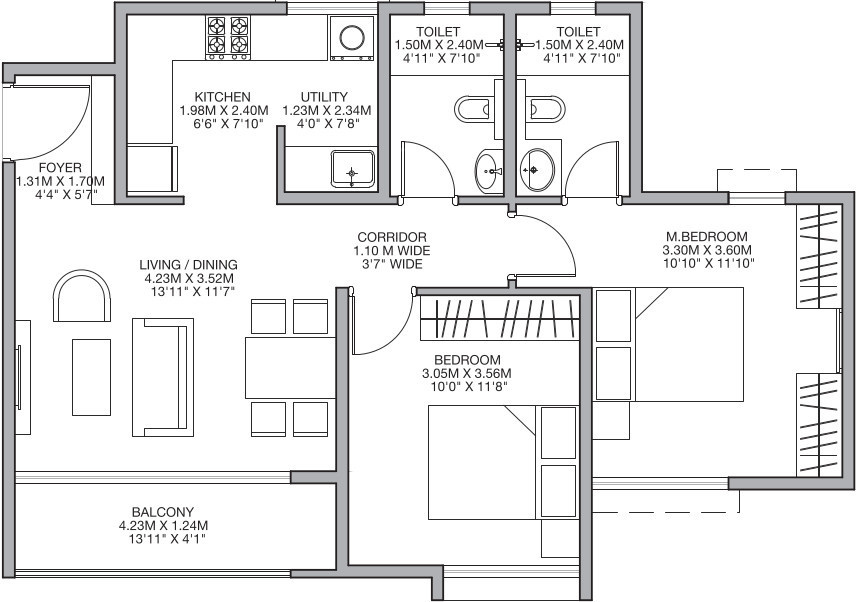 TOILET
1.50M X 2.40M
4'11" X 7'10"
TOILET
1.50M X 2.40M
4'11" X 7'10"
KITCHEN
1.98M X 2.40M
6'6" X 7'10"
UTILITY
1.23M X 2.34M
4'0" X 7'8"
FOYER
1.31M X 1.70M
4'4" X 5'7"
CORRIDOR
1.10 M WIDE
3'7" WIDE
M.BEDROOM
3.30M X 3.60M
10'10" X 11'10"
LIVING / DINING
4.23M X 3.52M
13'11" X 11'7"
BEDROOM
3.05M X 3.56M
10'0" X 11'8"
BALCONY
4.23M X 1.24M
13'11" X 4'1"